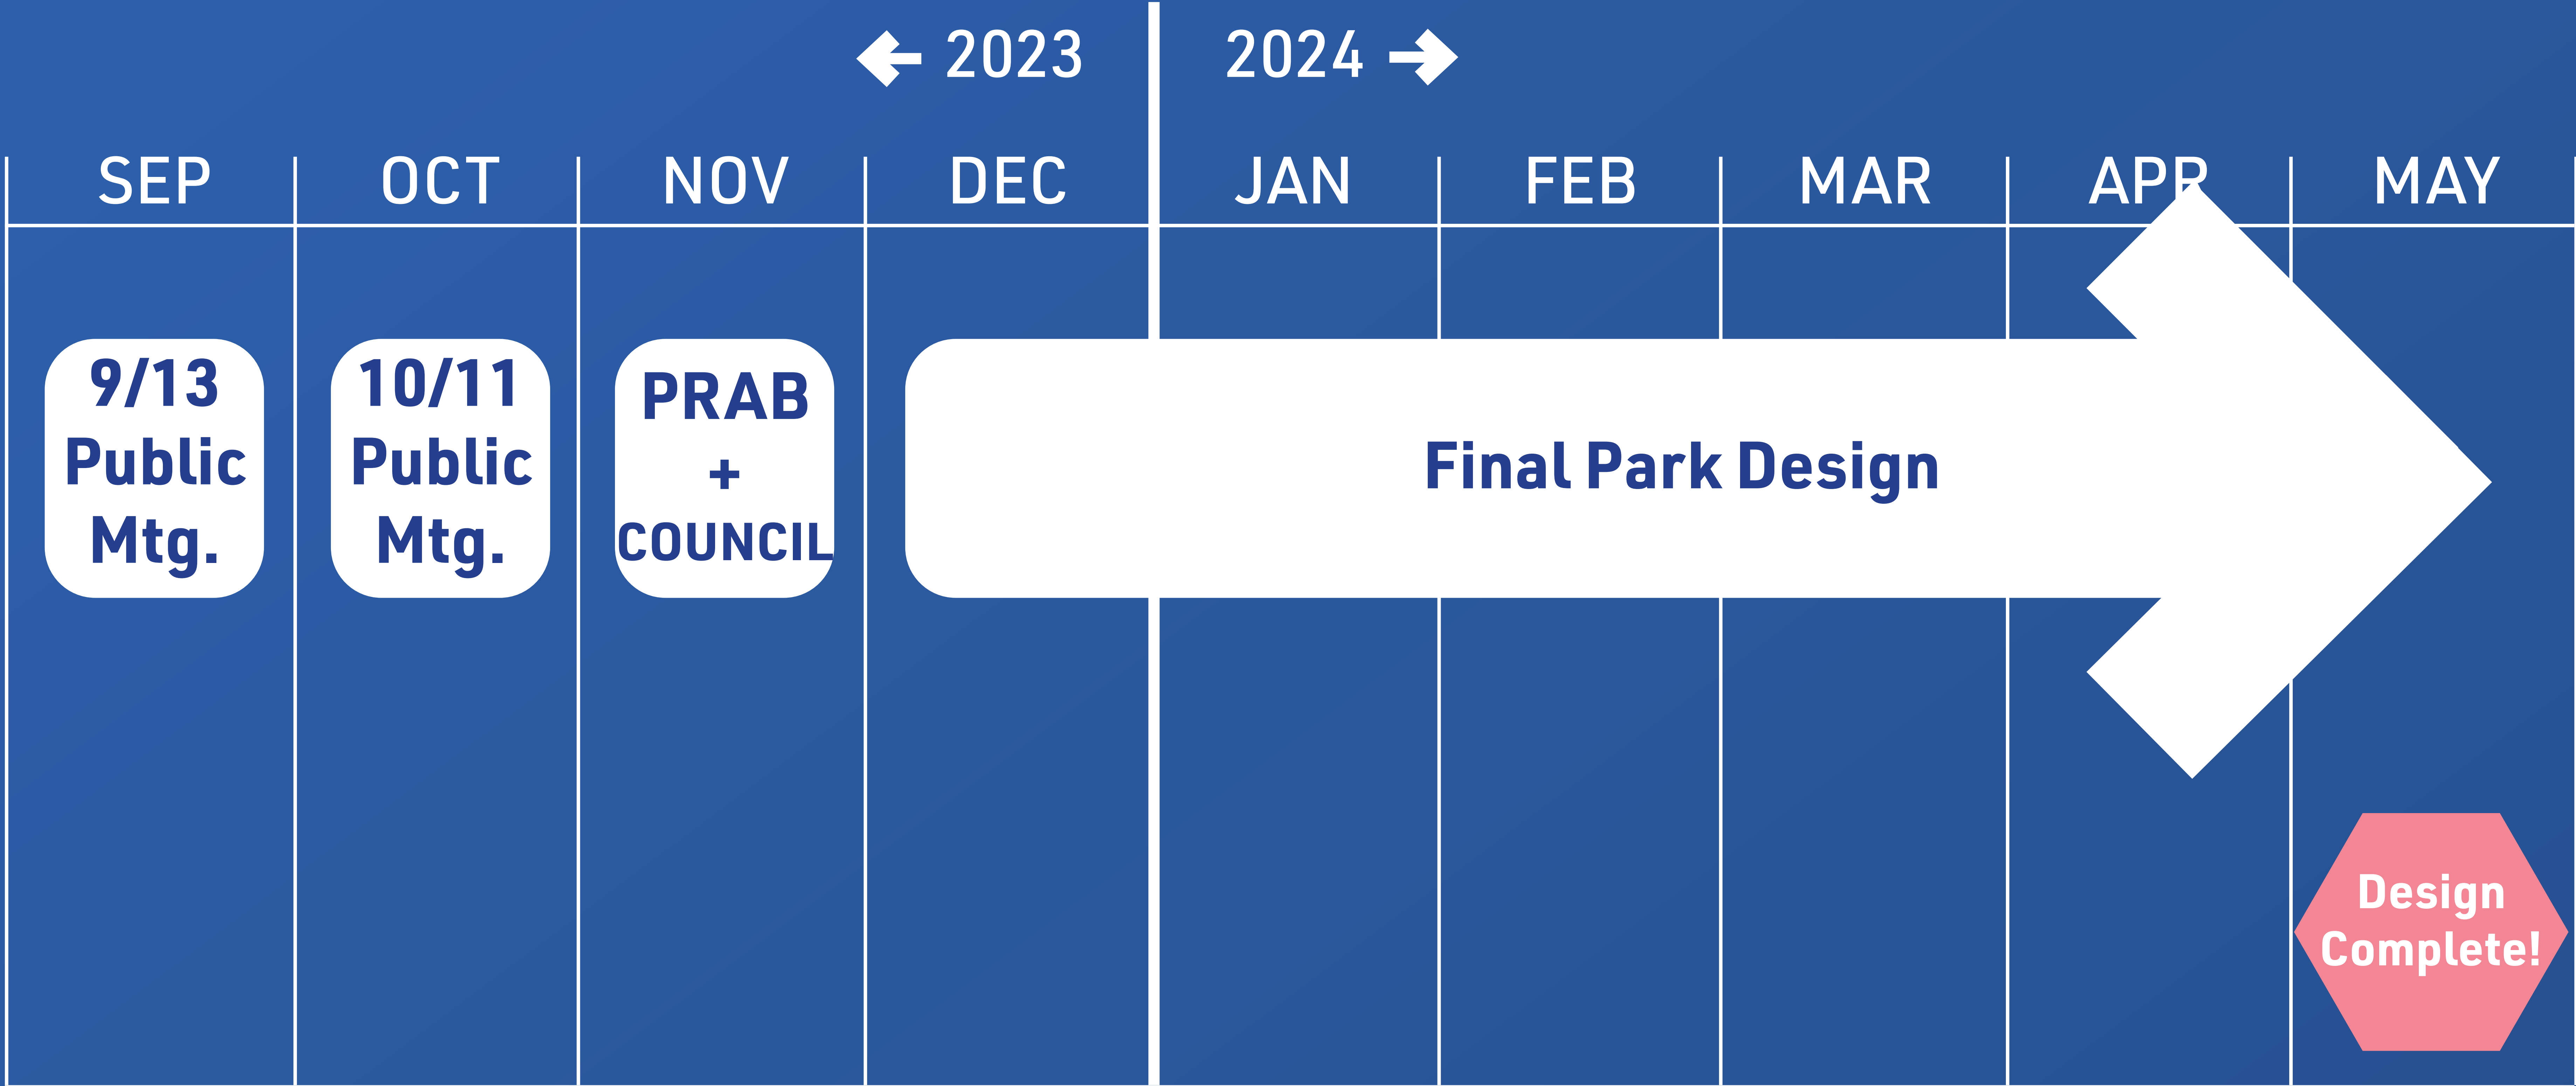 2023 2024
SEP OCT NOV DEC JAN FEB MAR APR MAY
9/13
Public
Mtg.
10/11
Public
Mtg.
PRAB
+
COUNCIL
Final Park Design
Design
Complete!